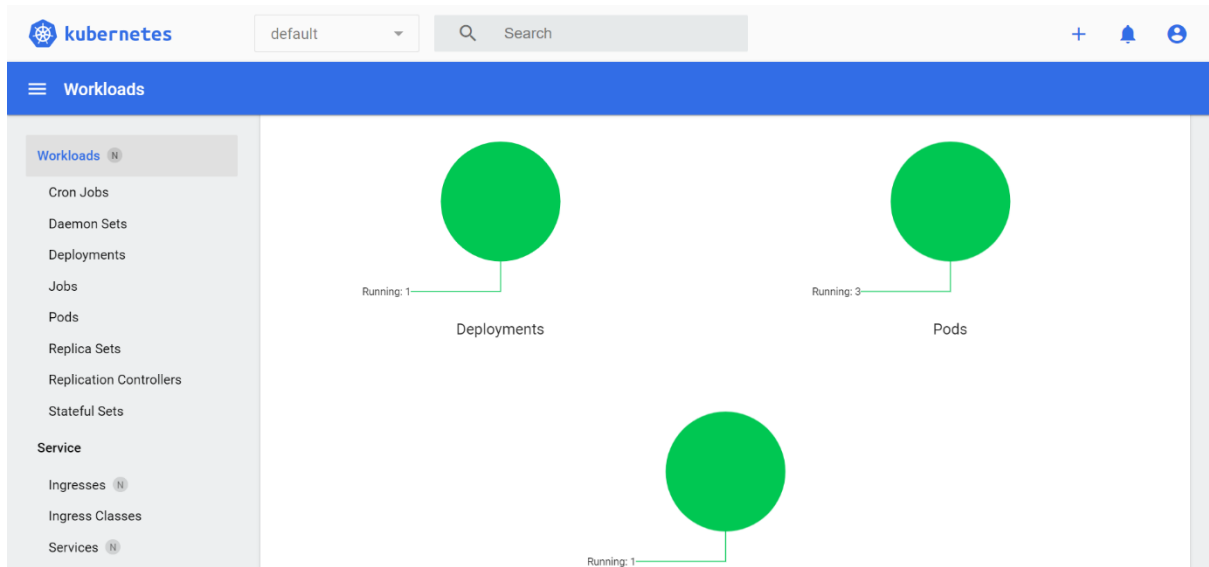 kubernetes
default
Search
Workloads
Workloads N
Cron Jobs
Daemon Sets
Deployments
Jobs
Pods
Replica Sets
Replication Controllers
Stateful Sets
Service
Ingresses N
Ingress Classes
Services N
Running: 1
Deployments
Running: 3
Pods
Running: 1